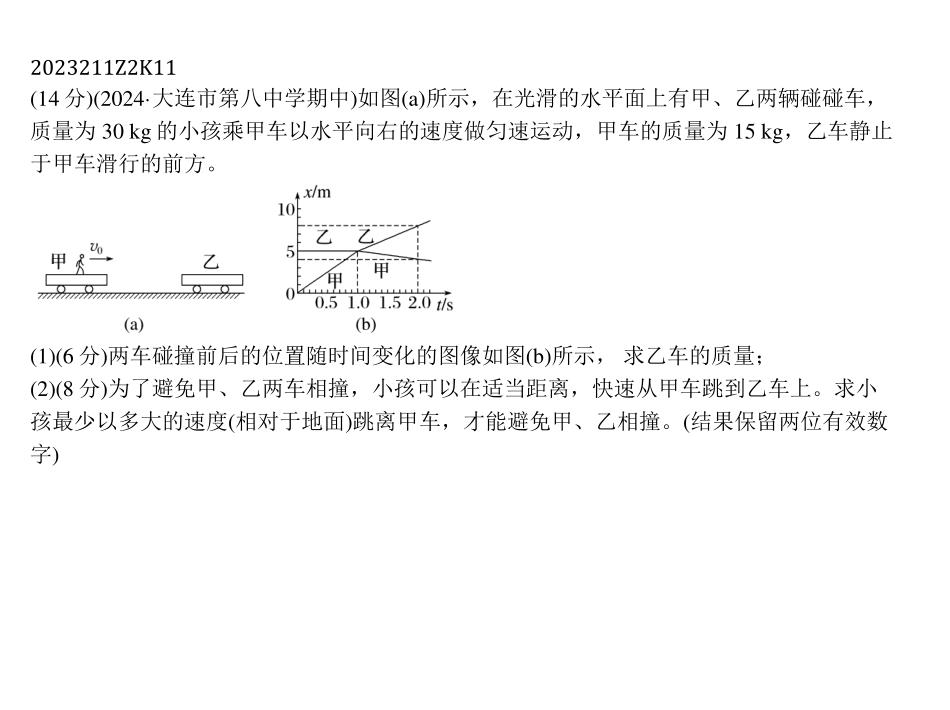 2023211Z2K11
(14 分)(2024·大连市第八中学期中)如图(a)所示，在光滑的水平面上有甲、乙两辆碰碰车，
质量为 30 kg 的小孩乘甲车以水平向右的速度做匀速运动，甲车的质量为 15 kg，乙车静止
于甲车滑行的前方。
甲 v0 乙
(a)
x/m
10
乙 乙
5
甲 甲
0 0.5 1.0 1.5 2.0 t/s
(b)
(1)(6 分)两车碰撞前后的位置随时间变化的图像如图(b)所示， 求乙车的质量；
(2)(8 分)为了避免甲、乙两车相撞，小孩可以在适当距离，快速从甲车跳到乙车上。求小
孩最少以多大的速度(相对于地面)跳离甲车，才能避免甲、乙相撞。(结果保留两位有效数
字)